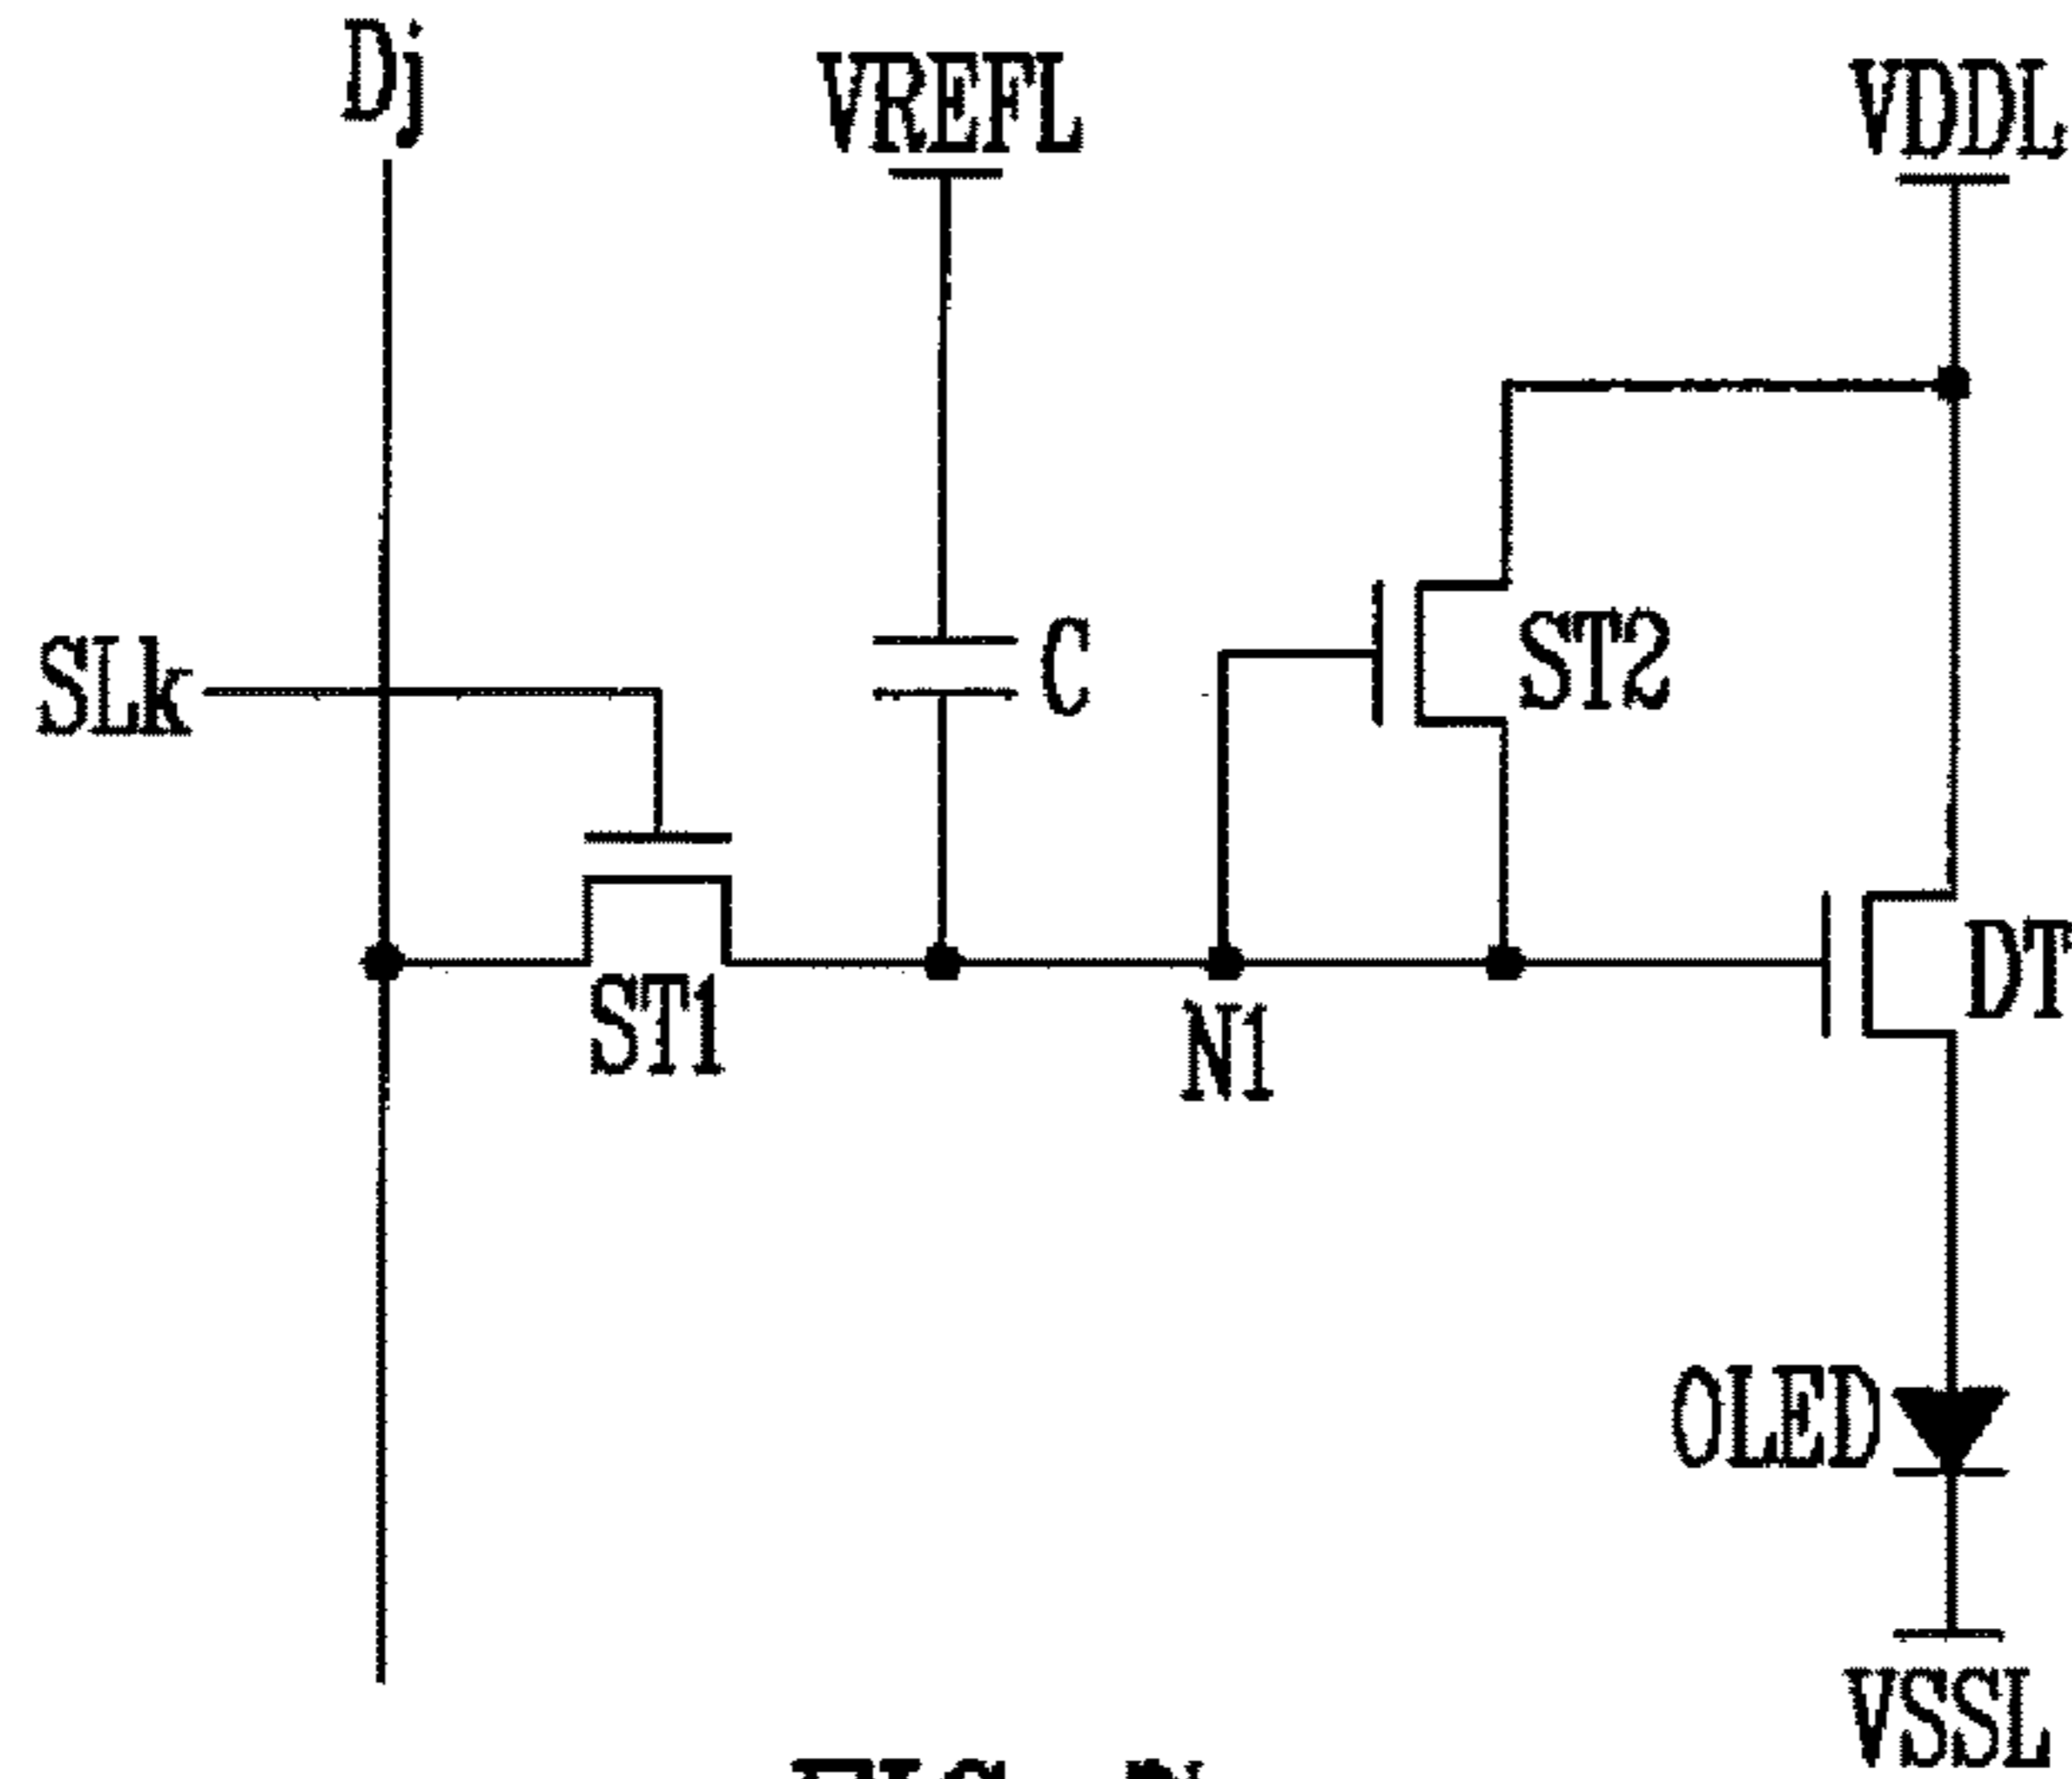 Dj
VREFL
VDDL
SLk
C
ST2
DT
ST1
N1
OLED
VSSL